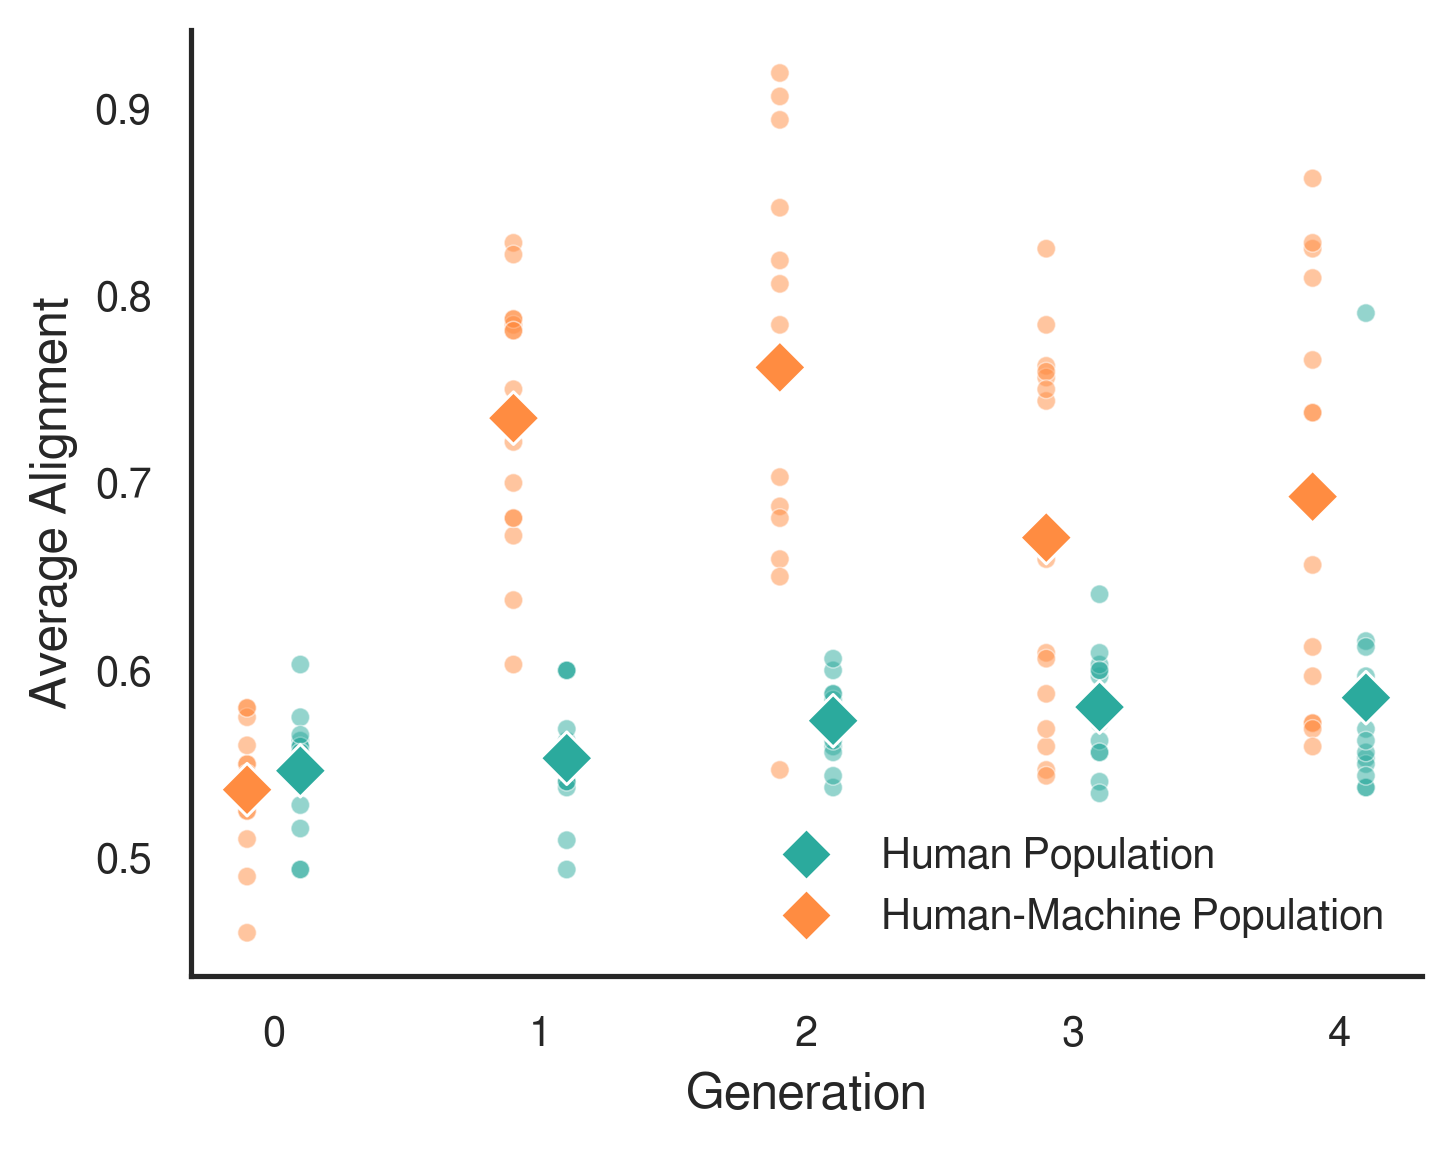 0.9
0.8
0.7
0.6
0.5
Average Alignment
Human Population
Human-Machine Population
0 1 2 3 4
Generation